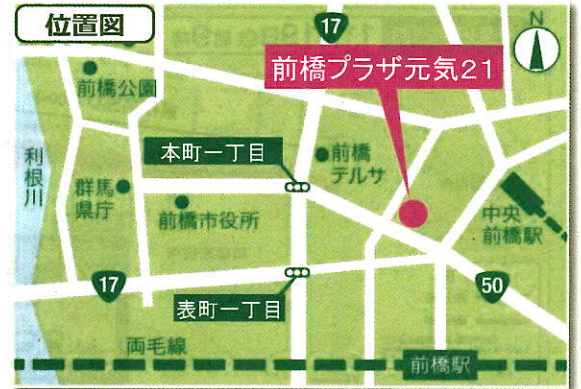 位置図
17
N
前橋プラザ元気21
前橋公園
本町一丁目
前橋
テルサ
利根川
群馬
県庁
前橋市役所
中央
前橋駅
17
50
表町一丁目
両毛線
前橋駅